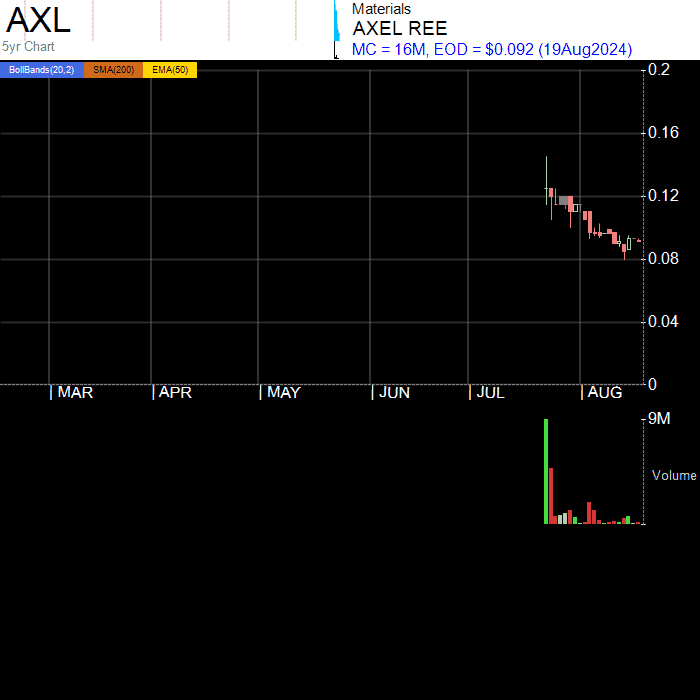 AXL
5yr Chart
Materials
AXEL REE
MC = 16M, EOD = $0.092 (19Aug2024)
BollBands(20,2) SMA(200) EMA(50)
0.2
0.16
0.12
0.08
0.04
0
MAR APR MAY JUN JUL AUG
9M
Volume